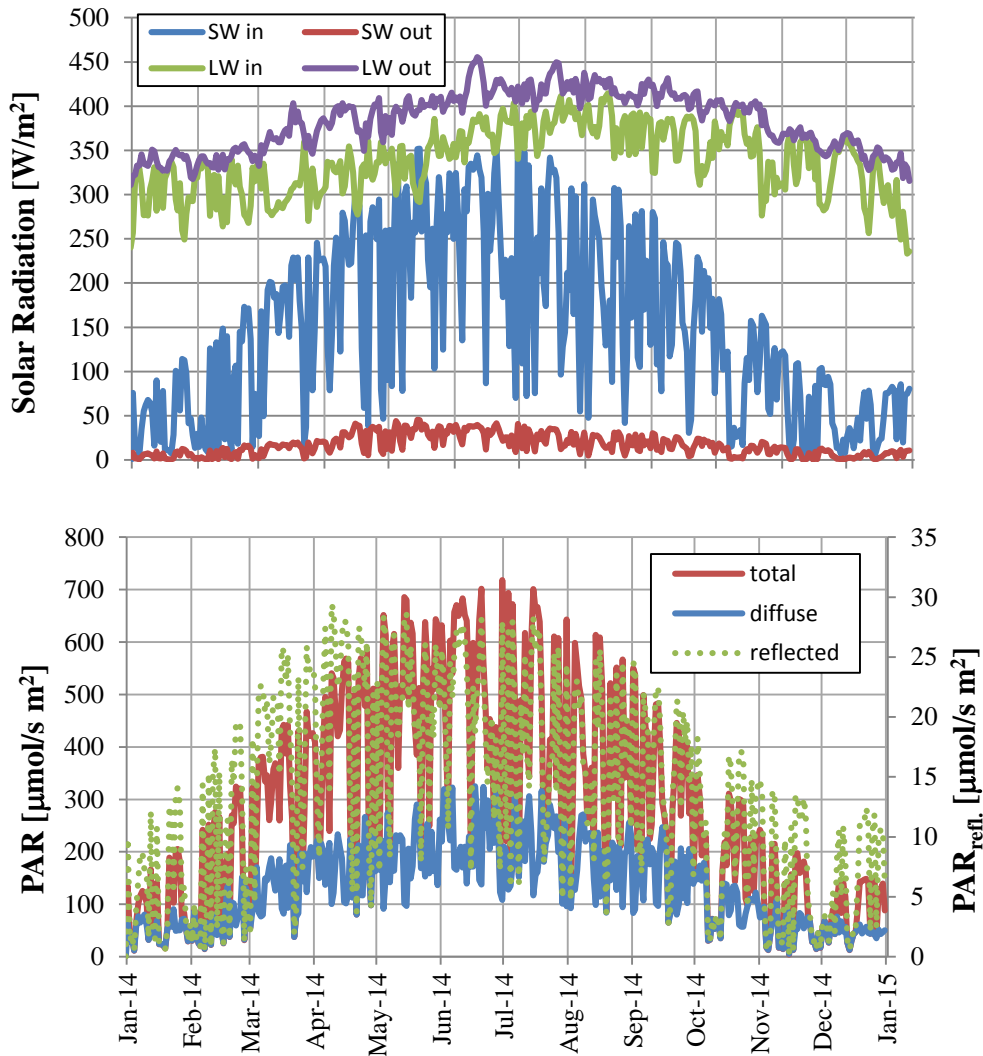 Solar Radiation [W/m²]
500
450
400
350
300
250
200
150
100
50
0
SW in
SW out
LW in
LW out
PAR [µmol/s m²]
800
700
600
500
400
300
200
100
0
total
diffuse
reflected
35
30
25
20
15
10
5
0
PARrefl. [µmol/s m²]
Jan-14
Feb-14
Mar-14
Apr-14
May-14
Jun-14
Jul-14
Aug-14
Sep-14
Oct-14
Nov-14
Dec-14
Jan-15